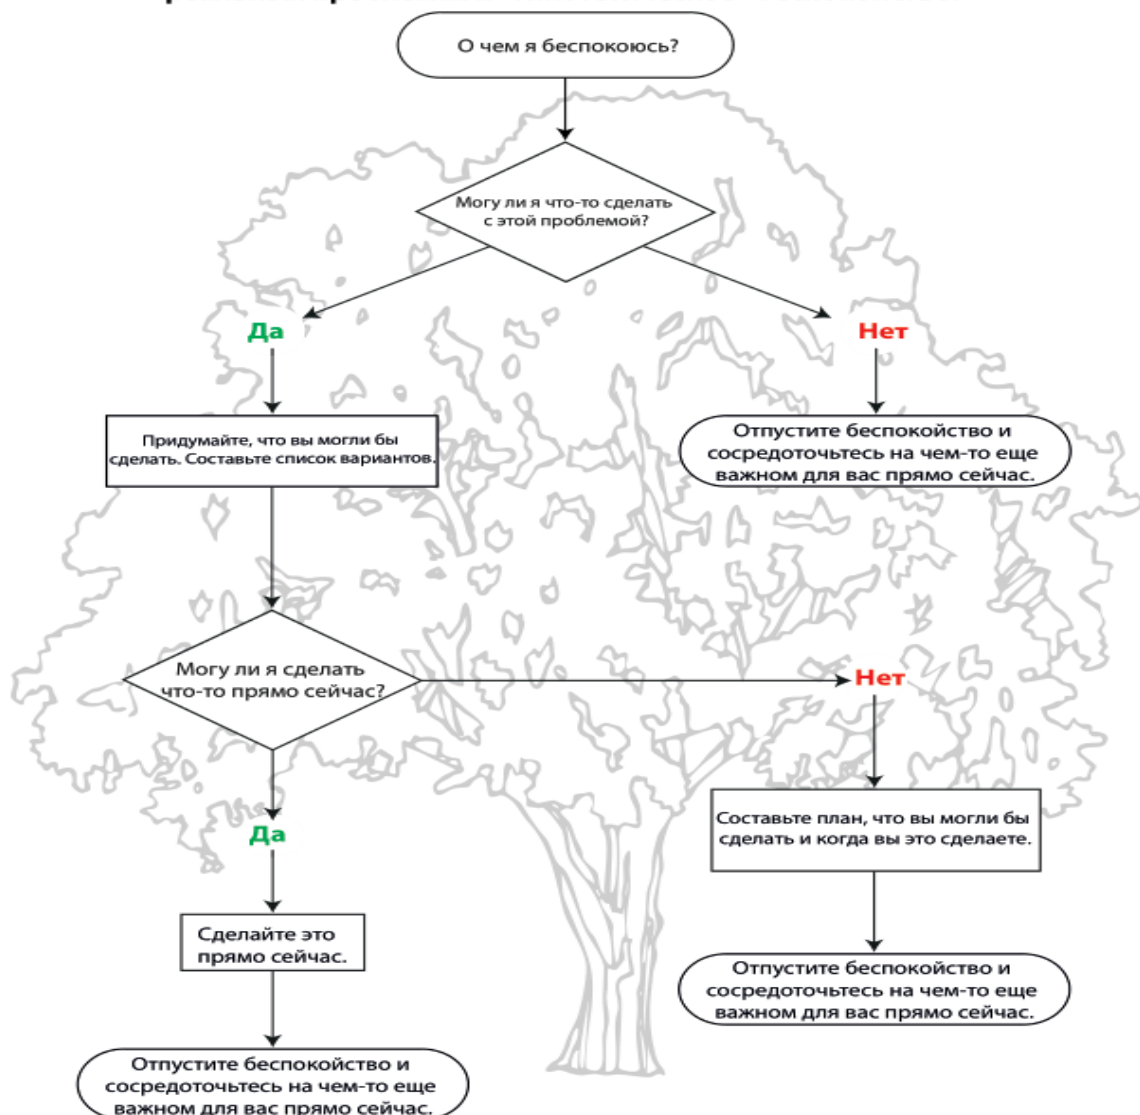 О чем я беспокоюсь?
Могу ли я что-то сделать
с этой проблемой?
Да
Нет
Придумайте, что вы могли бы
сделать. Составьте список вариантов.
Отпустите беспокойство и
сосредоточьтесь на чем-то еще
важном для вас прямо сейчас.
Могу ли я сделать
что-то прямо сейчас?
Нет
Да
Составьте план, что вы могли бы
сделать и когда вы это сделаете.
Сделайте это
прямо сейчас.
Отпустите беспокойство и
сосредоточьтесь на чем-то еще
важном для вас прямо сейчас.
Отпустите беспокойство и
сосредоточьтесь на чем-то еще
важном для вас прямо сейчас.